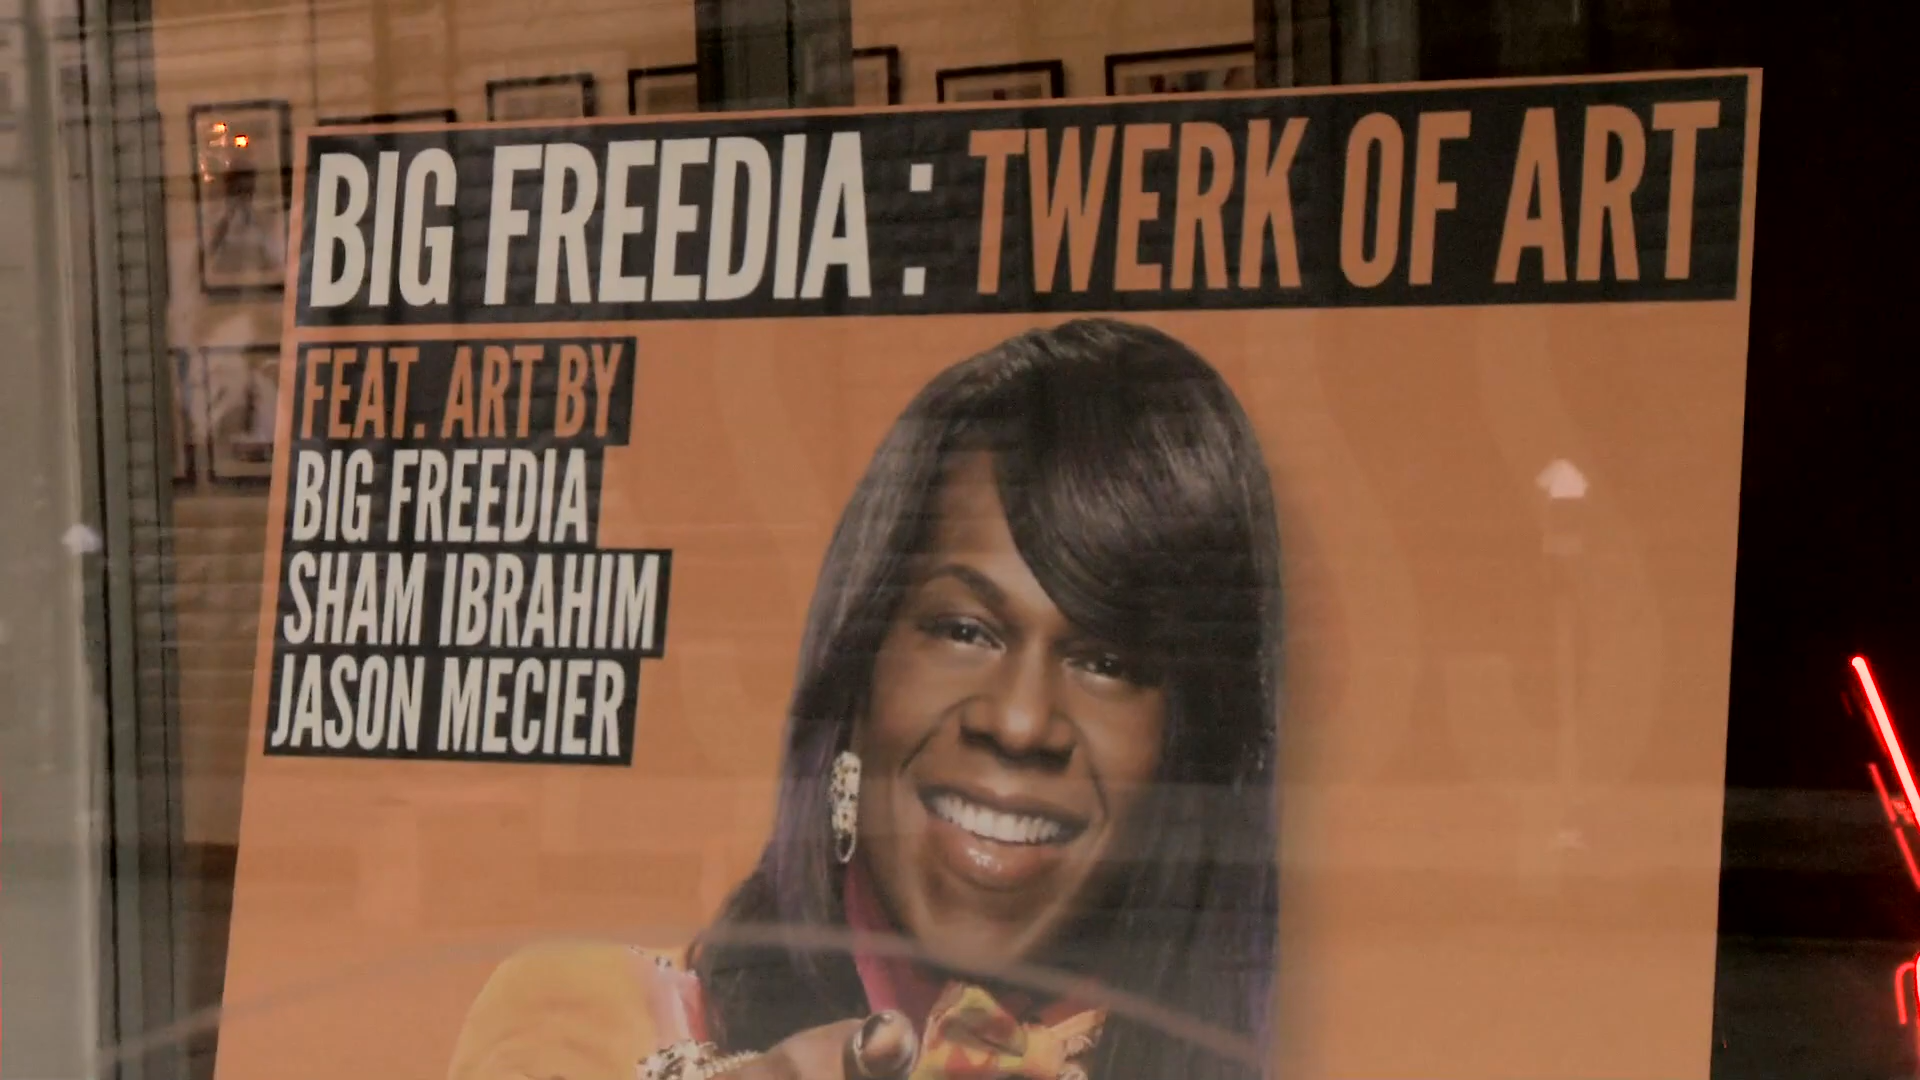 BIG FREEDIA : TWERK OF ART
FEAT. ART BY
BIG FREEDIA
SHAM IBRAHIM
JASON MECIER